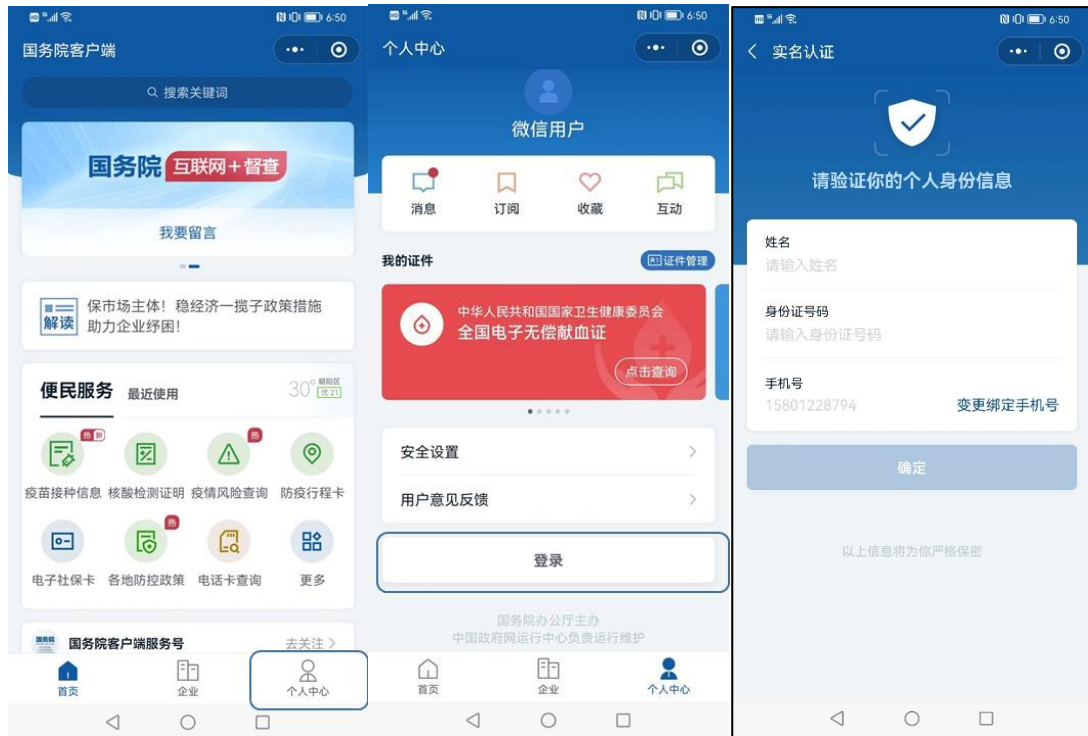 6:50
国务院客户端
搜索关键词
国务院 互联网+督查
我要留言
解读
保市场主体！稳经济一揽子政策措施
助力企业纾困！
便民服务 最近使用
30° 朝阳区
优 21
热 新
热
疫苗接种信息 核酸检测证明 疫情风险查询 防疫行程卡
热
电子社保卡 各地防控政策 电话卡查询 更多
国务院客户端服务号 去关注
首页 企业 个人中心
6:50
个人中心
微信用户
消息 订阅 收藏 互动
我的证件 证件管理
中华人民共和国国家卫生健康委员会
全国电子无偿献血证
点击查询
安全设置
用户意见反馈
登录
国务院办公厅主办
中国政府网运行中心负责运行维护
首页 企业 个人中心
6:50
实名认证
请验证你的个人身份信息
姓名
请输入姓名
身份证号码
请输入身份证号码
手机号
15801228794 变更绑定手机号
确定
以上信息将为你严格保密